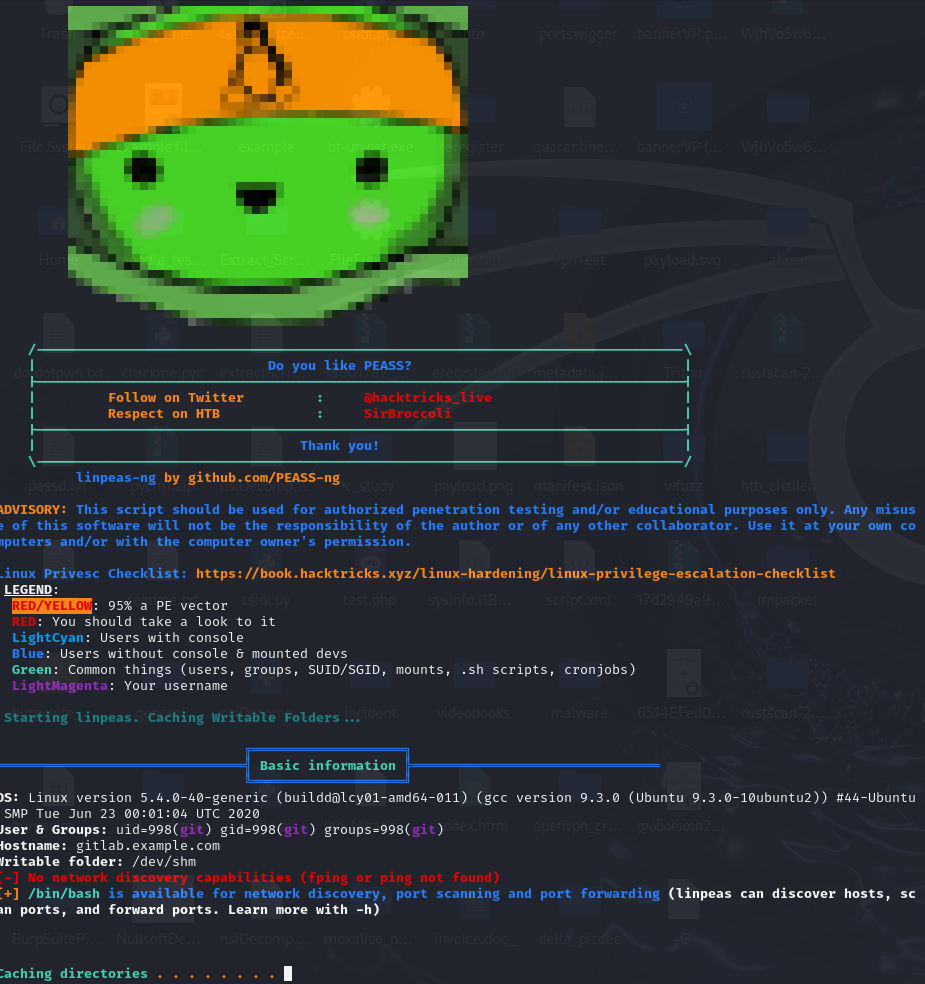 Do you like PEASS?
Follow on Twitter : @hacktricks_live
Respect on HTB : SirBroccoli
Thank you!
linpeas-ng by github.com/PEASS-ng
ADVISORY: This script should be used for authorized penetration testing and/or educational purposes only. Any misus
e of this software will not be the responsibility of the author or of any other collaborator. Use it at your own co
mputers and/or with the computer owner's permission.
Linux Privesc Checklist: https://book.hacktricks.xyz/linux-hardening/linux-privilege-escalation-checklist
LEGEND:
RED/YELLOW: 95% a PE vector
RED: You should take a look to it
LightCyan: Users with console
Blue: Users without console & mounted devs
Green: Common things (users, groups, SUID/SGID, mounts, .sh scripts, cronjobs)
LightMagenta: Your username
Starting linpeas. Caching Writable Folders...
Basic information
OS: Linux version 5.4.0-40-generic (buildd@lcy01-amd64-011) (gcc version 9.3.0 (Ubuntu 9.3.0-10ubuntu2)) #44-Ubuntu
SMP Tue Jun 23 00:01:04 UTC 2020
User & Groups: uid=998(git) gid=998(git) groups=998(git)
Hostname: gitlab.example.com
Writable folder: /dev/shm
[-] No network discovery capabilities (fping or ping not found)
[+] /bin/bash is available for network discovery, port scanning and port forwarding (linpeas can discover hosts, sc
an ports, and forward ports. Learn more with -h)
Caching directories . . . . . . . .